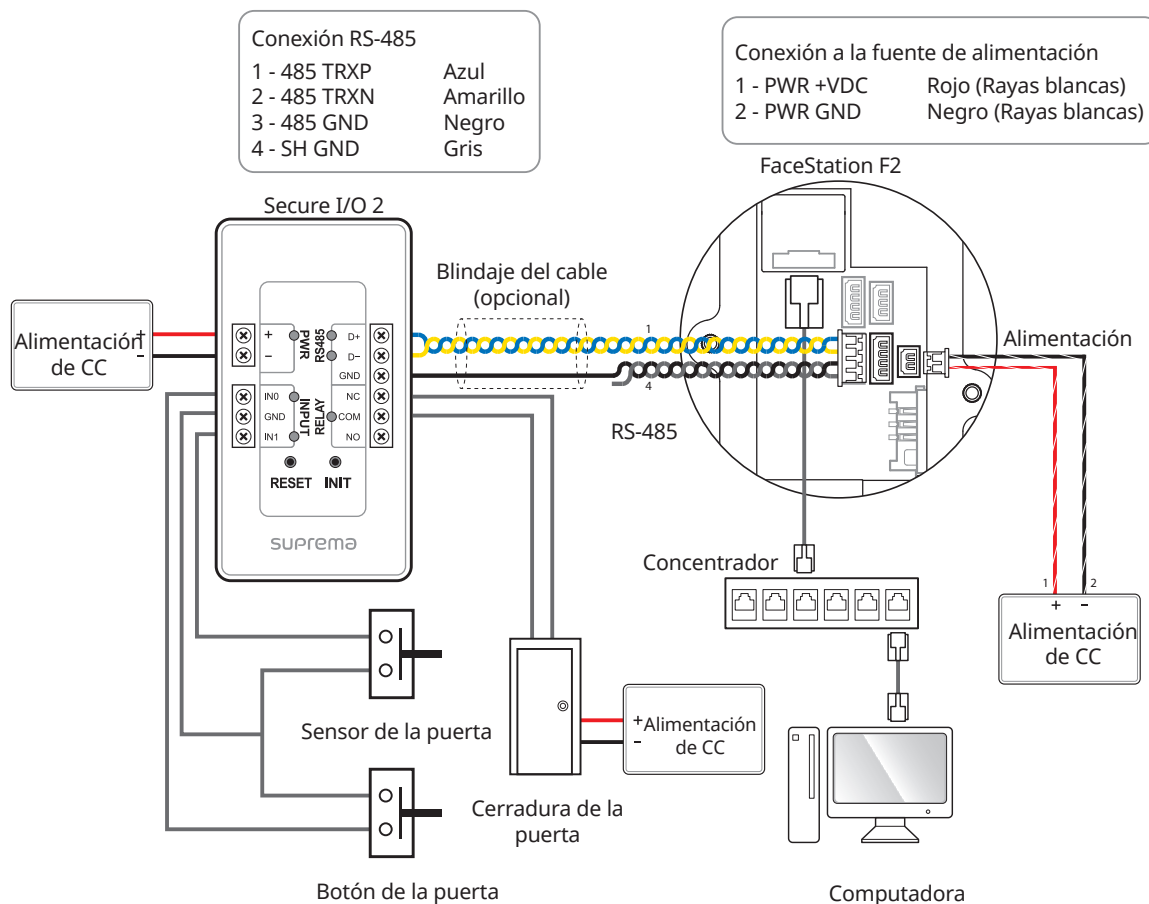 Conexión RS-485
1 - 485 TRXP Azul
2 - 485 TRXN Amarillo
3 - 485 GND Negro
4 - SH GND Gris
Conexión a la fuente de alimentación
1 - PWR +VDC Rojo (Rayas blancas)
2 - PWR GND Negro (Rayas blancas)
FaceStation F2
Secure I/O 2
Blindaje del cable
(opcional)
Alimentación
de CC
+
−
+
−
PWR
RS485
D+
D−
GND
IN0
GND
IN1
INPUT
RELAY
NC
COM
NO
RESET INIT
suprema
1
4
RS-485
Alimentación
Concentrador
1
2
+ −
Alimentación
de CC
Sensor de la puerta
+
−
Alimentación
de CC
Cerradura de la
puerta
Botón de la puerta
Computadora